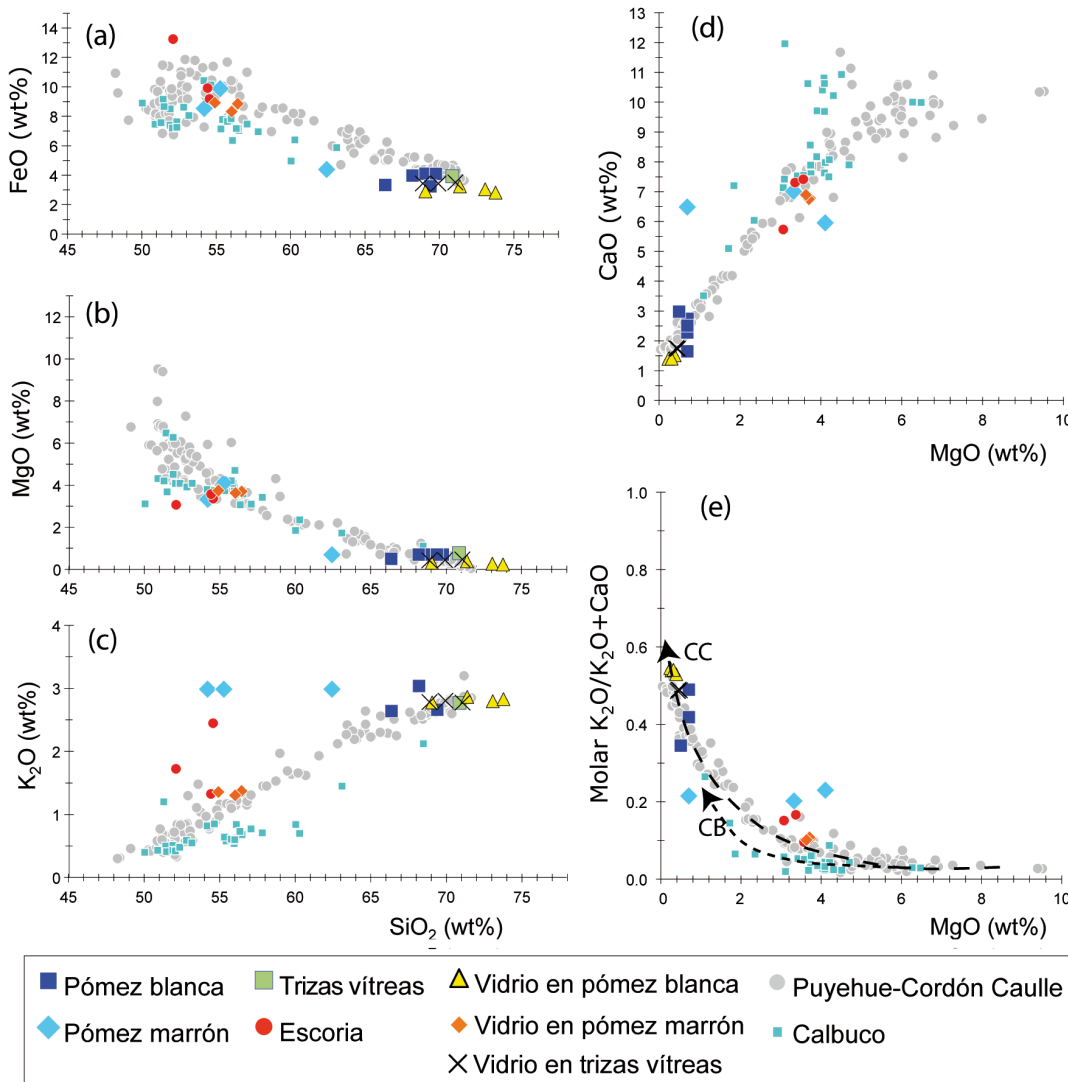 (a)
FeO (wt%)
14
12
10
8
6
4
2
0
45 50 55 60 65 70 75
(b)
MgO (wt%)
12
10
8
6
4
2
0
45 50 55 60 65 70 75
(c)
K2O (wt%)
4
3
2
1
0
45 50 55 60 65 70 75
SiO2 (wt%)
(d)
CaO (wt%)
13
12
11
10
9
8
7
6
5
4
3
2
1
0
0 2 4 6 8 10
MgO (wt%)
(e)
Molar K2O/K2O+CaO
1.0
0.8
0.6
0.4
0.2
0.0
CC
CB
0 2 4 6 8 10
MgO (wt%)
Pómez blanca
Trizas vítreas
Vidrio en pómez blanca
Puyehue-Cordón Caulle
Pómez marrón
Escoria
Vidrio en pómez marrón
Calbuco
Vidrio en trizas vítreas